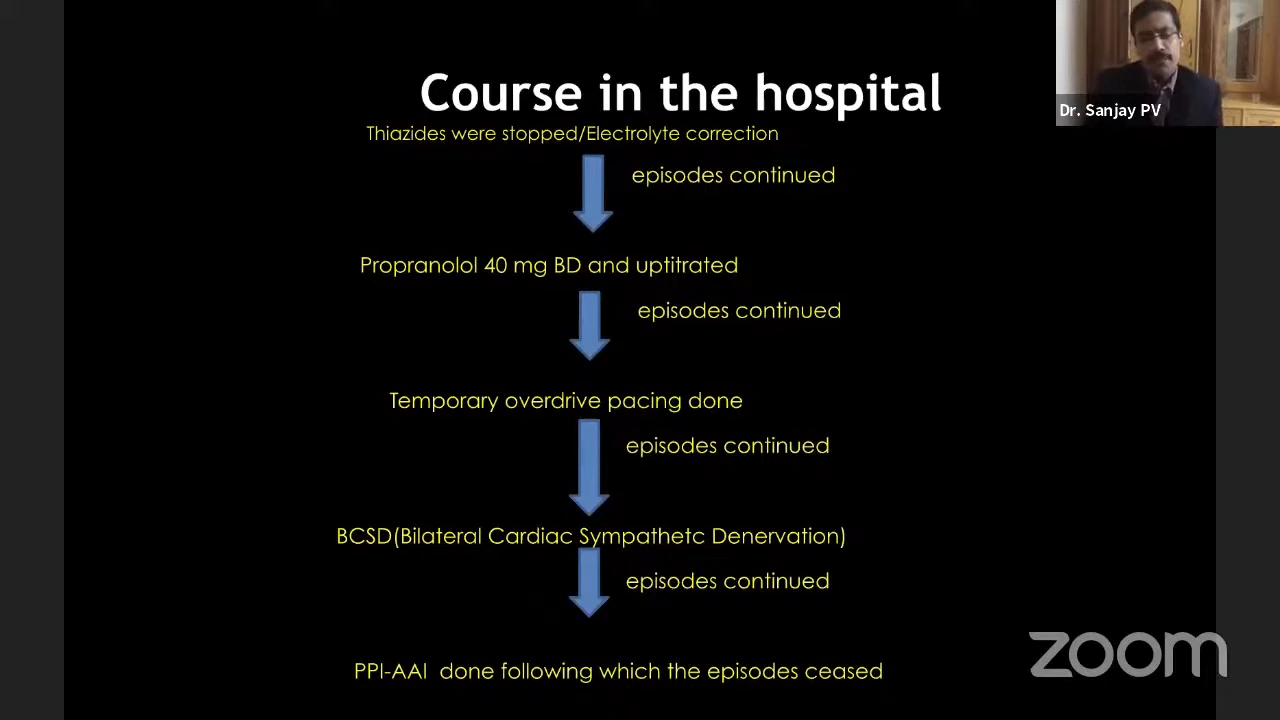 Course in the hospital
Dr. Sanjay PV
Thiazides were stopped/Electrolyte correction
episodes continued
Propranolol 40 mg BD and uptitrated
episodes continued
Temporary overdrive pacing done
episodes continued
BCSD(Bilateral Cardiac Sympathetc Denervation)
episodes continued
PPI-AAI done following which the episodes ceased
zoom